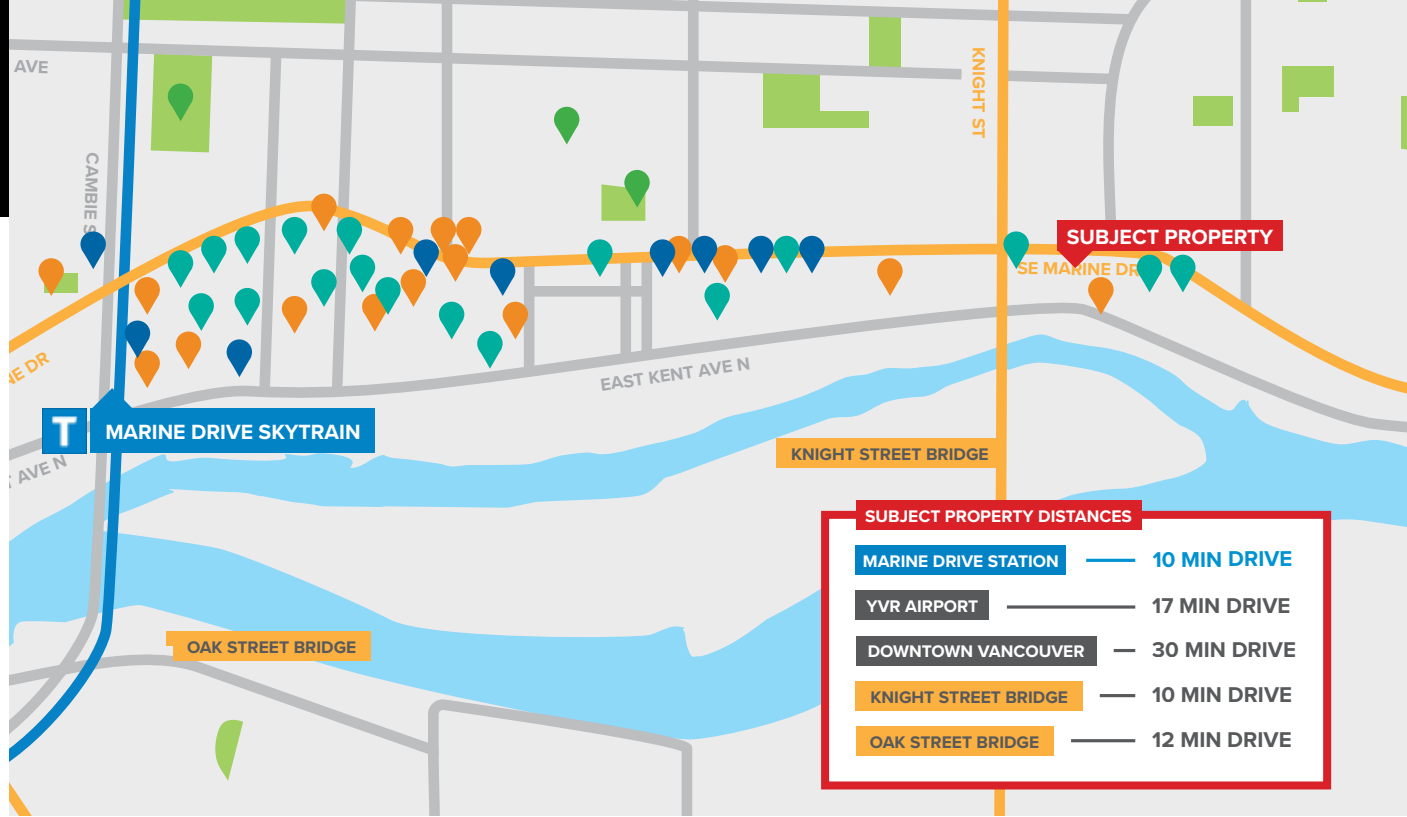 AVE
KNIGHT ST
CAMBIE S
SUBJECT PROPERTY
SE MARINE DR
NE DR
EAST KENT AVE N
T
MARINE DRIVE SKYTRAIN
KNIGHT STREET BRIDGE
AVE N
SUBJECT PROPERTY DISTANCES
MARINE DRIVE STATION 10 MIN DRIVE
YVR AIRPORT 17 MIN DRIVE
DOWNTOWN VANCOUVER 30 MIN DRIVE
KNIGHT STREET BRIDGE 10 MIN DRIVE
OAK STREET BRIDGE 12 MIN DRIVE
OAK STREET BRIDGE